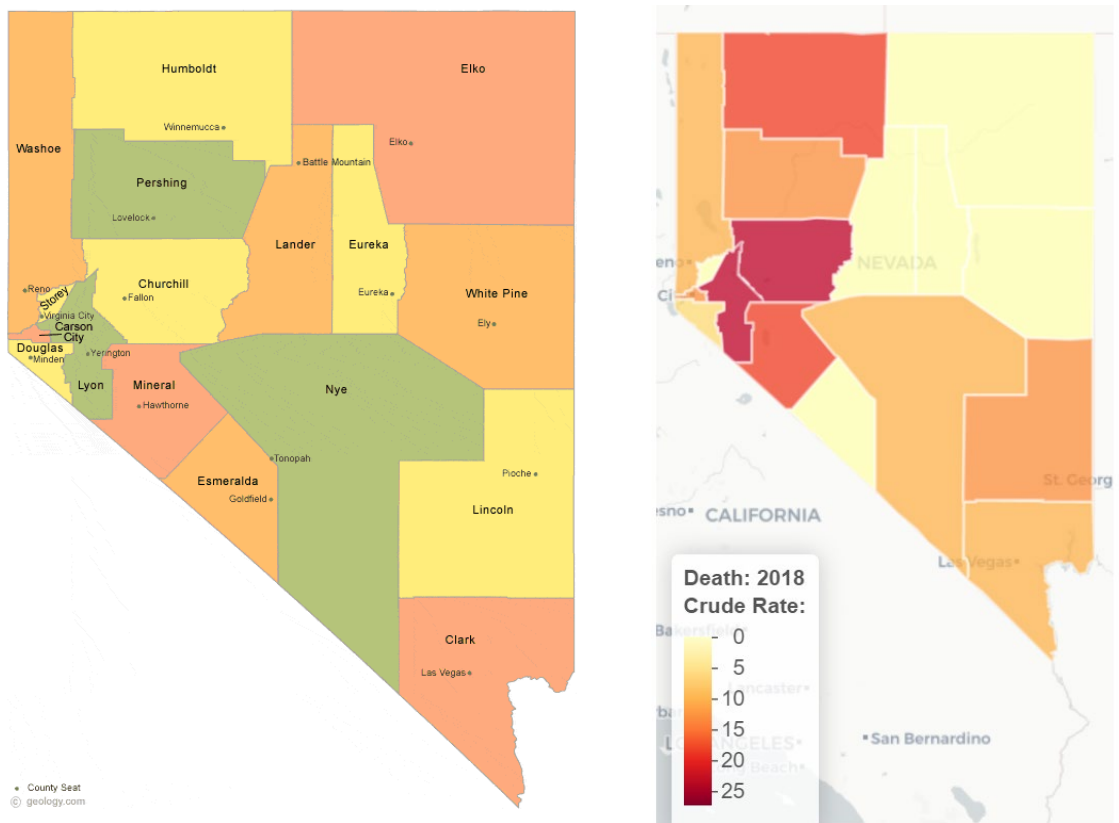 Humboldt
Elko
Winnemucca
Elko
Washoe
Battle Mountain
Pershing
Lovelock
Lander
Eureka
Churchill
Fallon
White Pine
Eureka
Ely
Reno
Storey
Virginia City
Carson
City
Douglas
Minden
Yerington
Lyon
Mineral
Hawthorne
Nye
Tonopah
Esmeralda
Goldfield
Pioche
Lincoln
Clark
Las Vegas
County Seat
© geology.com
NEVADA
eno
Ci
St. Georg
esno
CALIFORNIA
Las Vegas
Death: 2018
Crude Rate:
0
5
10
15
20
25
Bakersfield
Lancaster
rba
LOS ANGELES
Long Beach
San Bernardino